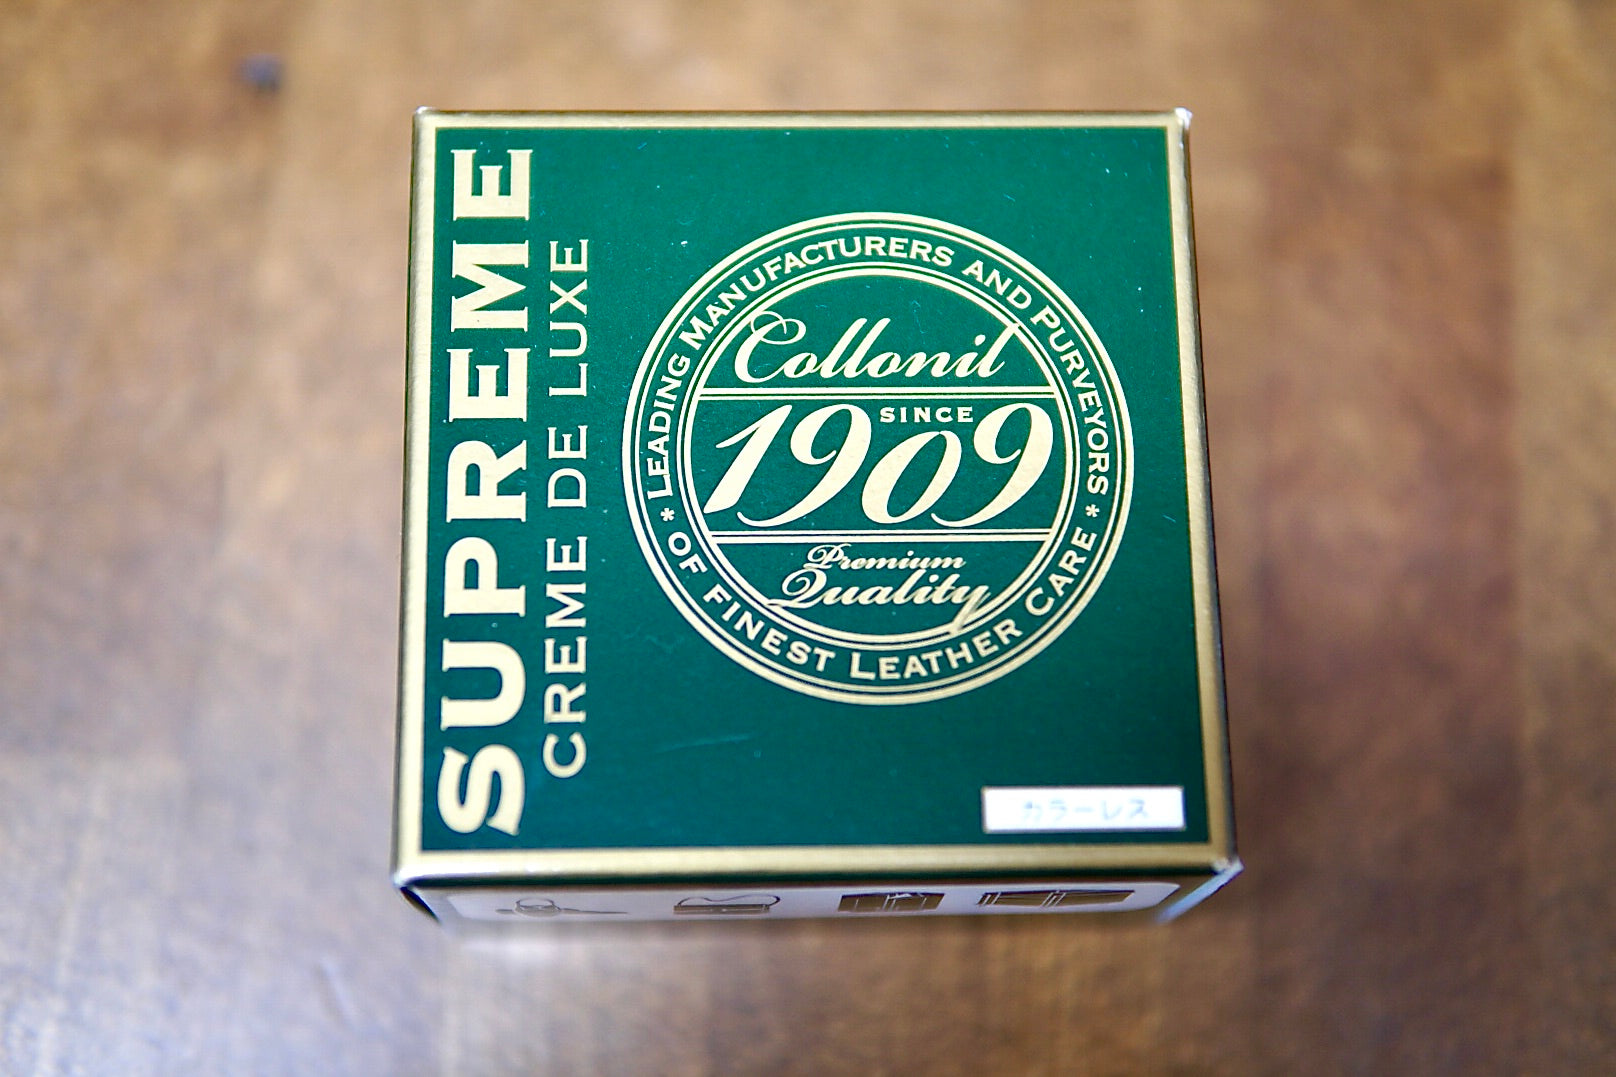 SUPREME
CREME DE LUXE
LEADING MANUFACTURERS AND PURVEYORS
Collonil
SINCE
1909
Premium
Quality
* OF FINEST LEATHER CARE *
カラーレス